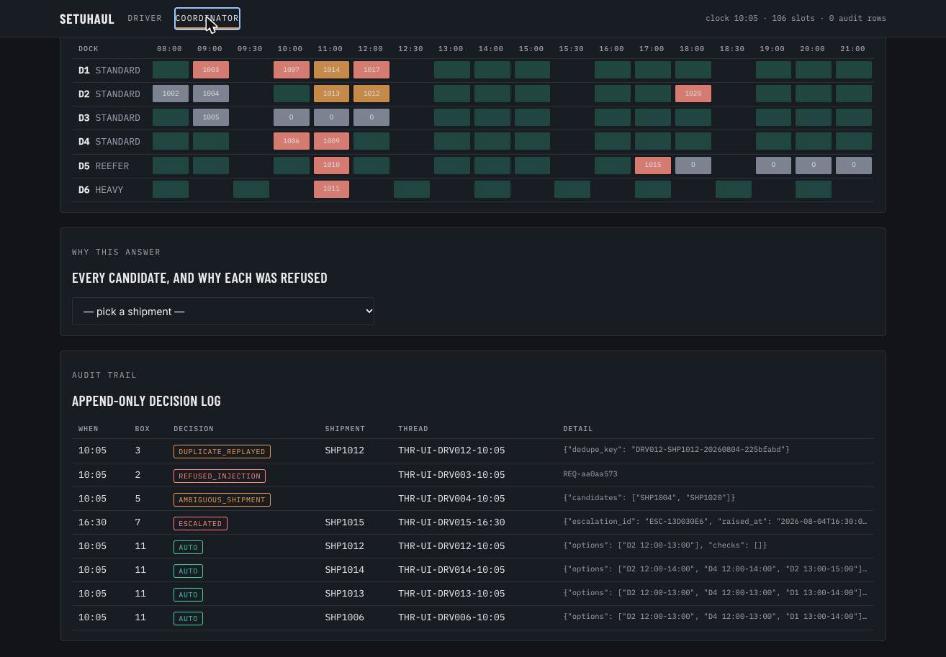 SETUHAUL DRIVER COORDINATOR clock 10:05 · 106 slots · 0 audit rows
DOCK 08:00 09:00 09:30 10:00 11:00 12:00 12:30 13:00 14:00 15:00 15:30 16:00 17:00 18:00 18:30 19:00 20:00 21:00
D1 STANDARD 1003 1007 1014 1017
D2 STANDARD 1002 1004 1013 1012 1020
D3 STANDARD 1005 O O O
D4 STANDARD 1006 1009
D5 REEFER 1010 1015 O O O O
D6 HEAVY 1011
WHY THIS ANSWER
EVERY CANDIDATE, AND WHY EACH WAS REFUSED
— pick a shipment —
AUDIT TRAIL
APPEND-ONLY DECISION LOG
WHEN BOX DECISION SHIPMENT THREAD DETAIL
10:05 3 DUPLICATE_REPLAYED SHP1012 THR-UI-DRV012-10:05 {"dedupe_key": "DRV012-SHP1012-20260804-225bfabd"}
10:05 2 REFUSED_INJECTION THR-UI-DRV003-10:05 REQ-aa0aa573
10:05 5 AMBIGUOUS_SHIPMENT THR-UI-DRV004-10:05 {"candidates": ["SHP1004", "SHP1020"]}
16:30 7 ESCALATED SHP1015 THR-UI-DRV015-16:30 {"escalation_id": "ESC-13D030E6", "raised_at": "2026-08-04T16:30:0…
10:05 11 AUTO SHP1012 THR-UI-DRV012-10:05 {"options": ["D2 12:00-13:00"], "checks": []}
10:05 11 AUTO SHP1014 THR-UI-DRV014-10:05 {"options": ["D2 12:00-14:00", "D4 12:00-14:00", "D2 13:00-15:00"]…
10:05 11 AUTO SHP1013 THR-UI-DRV013-10:05 {"options": ["D2 12:00-13:00", "D4 12:00-13:00", "D1 13:00-14:00"]…
10:05 11 AUTO SHP1006 THR-UI-DRV006-10:05 {"options": ["D2 12:00-13:00", "D4 12:00-13:00", "D1 13:00-14:00"]…